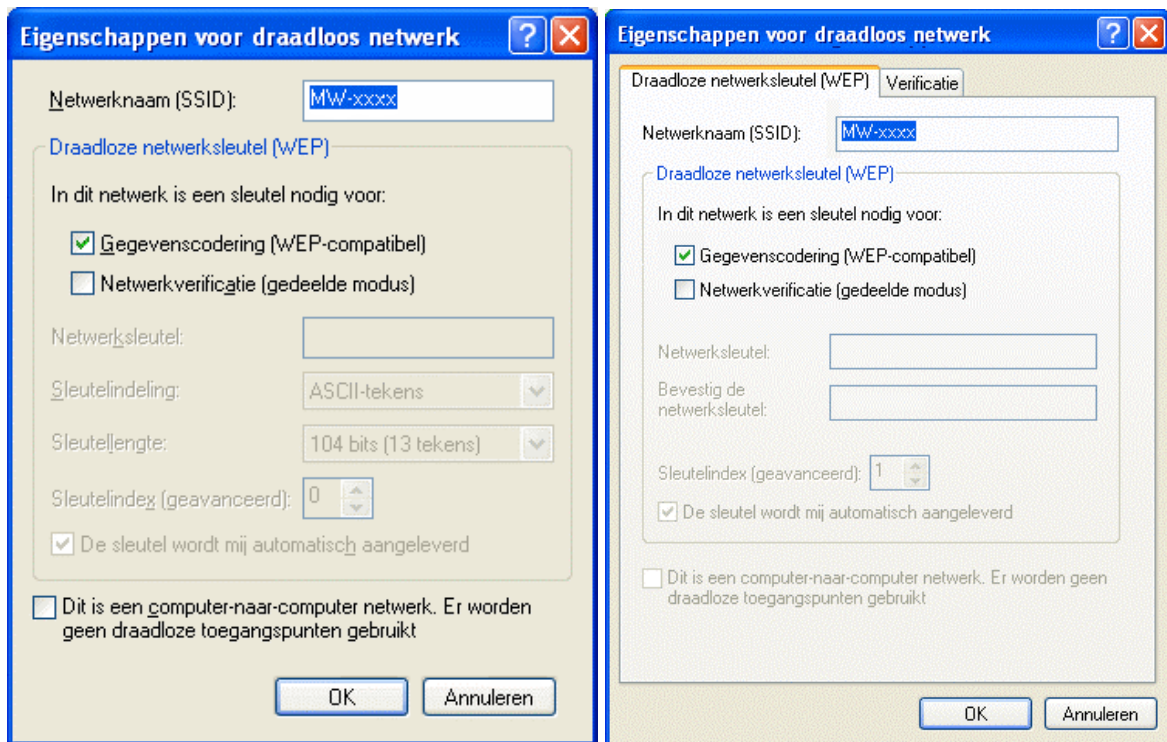 Eigenschappen voor draadloos netwerk
Netwerknaam (SSID): MW-xxxx
Draadloze netwerksleutel (WEP)
In dit netwerk is een sleutel nodig voor:
Gegevenscodering (WEP-compatibel)
Netwerkverificatie (gedeelde modus)
Netwerksleutel:
Sleutelindeling: ASCII-tekens
Sleutellengte: 104 bits (13 tekens)
Sleutelindex (geavanceerd): 0
De sleutel wordt mij automatisch aangeleverd
Dit is een computer-naar-computer netwerk. Er worden
geen draadloze toegangspunten gebruikt
OK Annuleren
Eigenschappen voor draadloos netwerk
Draadloze netwerksleutel (WEP) Verificatie
Netwerknaam (SSID): MW-xxxx
Draadloze netwerksleutel (WEP)
In dit netwerk is een sleutel nodig voor:
Gegevenscodering (WEP-compatibel)
Netwerkverificatie (gedeelde modus)
Netwerksleutel:
Bevestig de
netwerksleutel:
Sleutelindex (geavanceerd): 1
De sleutel wordt mij automatisch aangeleverd
Dit is een computer-naar-computer netwerk. Er worden geen
draadloze toegangspunten gebruikt
OK Annuleren